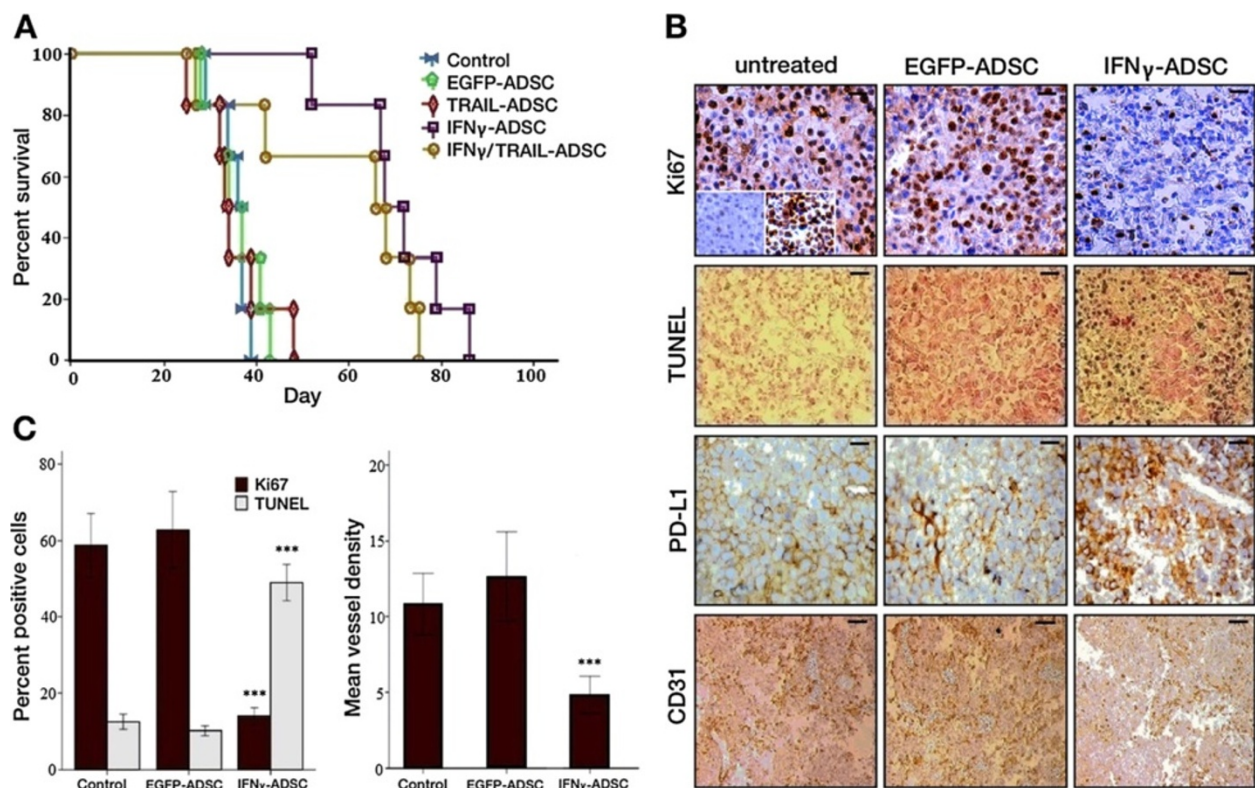 A
100
80
60
40
20
0
Percent survival
0 20 40 60 80 100
Day
Control
EGFP-ADSC
TRAIL-ADSC
IFNγ-ADSC
IFNγ/TRAIL-ADSC
B
untreated EGFP-ADSC IFNγ-ADSC
Ki67
TUNEL
PD-L1
CD31
C
80
60
40
20
0
Percent positive cells
Ki67
TUNEL
***
***
Control EGFP-ADSC IFNγ-ADSC
20
15
10
5
0
Mean vessel density
***
Control EGFP-ADSC IFNγ-ADSC